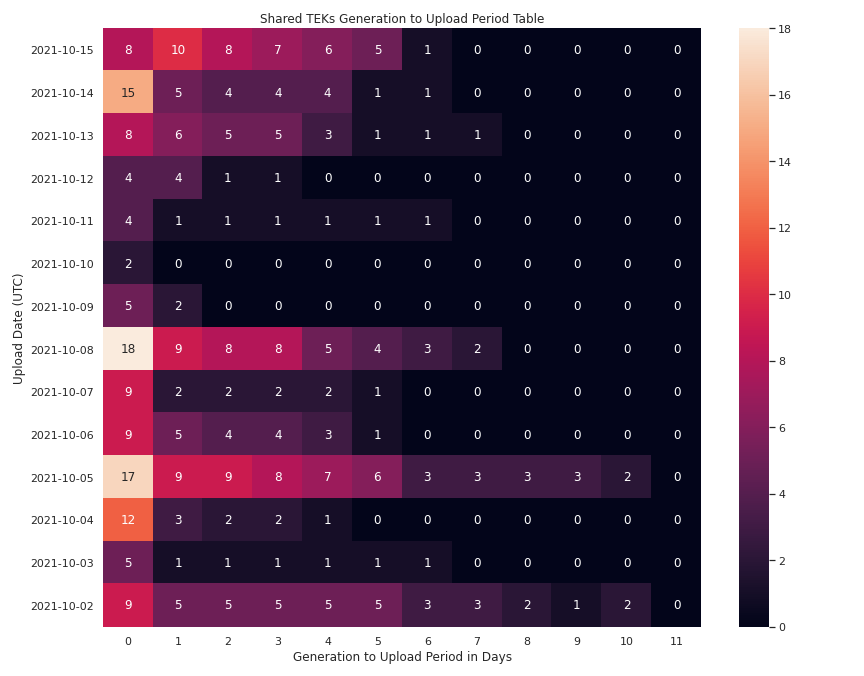 Shared TEKs Generation to Upload Period Table
2021-10-15 8 10 8 7 6 5 1 0 0 0 0 0
2021-10-14 15 5 4 4 4 1 1 0 0 0 0 0
2021-10-13 8 6 5 5 3 1 1 1 0 0 0 0
2021-10-12 4 4 1 1 0 0 0 0 0 0 0 0
2021-10-11 4 1 1 1 1 1 1 0 0 0 0 0
2021-10-10 2 0 0 0 0 0 0 0 0 0 0 0
2021-10-09 5 2 0 0 0 0 0 0 0 0 0 0
2021-10-08 18 9 8 8 5 4 3 2 0 0 0 0
2021-10-07 9 2 2 2 2 1 0 0 0 0 0 0
2021-10-06 9 5 4 4 3 1 0 0 0 0 0 0
2021-10-05 17 9 9 8 7 6 3 3 3 3 2 0
2021-10-04 12 3 2 2 1 0 0 0 0 0 0 0
2021-10-03 5 1 1 1 1 1 1 0 0 0 0 0
2021-10-02 9 5 5 5 5 5 3 3 2 1 2 0
0 1 2 3 4 5 6 7 8 9 10 11
Generation to Upload Period in Days
Upload Date (UTC)
18
16
14
12
10
8
6
4
2
0